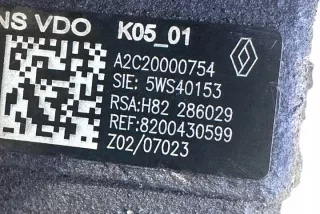 NS VDO K05_01
A2C20000754
SIE: 5WS40153
RSA:H82 286029
REF:8200430599
Z02/07023